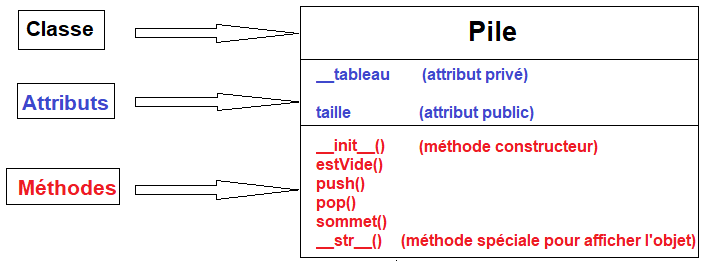 Classe
Pile
Attributs
__tableau (attribut privé)
taille (attribut public)
Méthodes
__init__() (méthode constructeur)
estVide()
push()
pop()
sommet()
__str__() (méthode spéciale pour afficher l'objet)